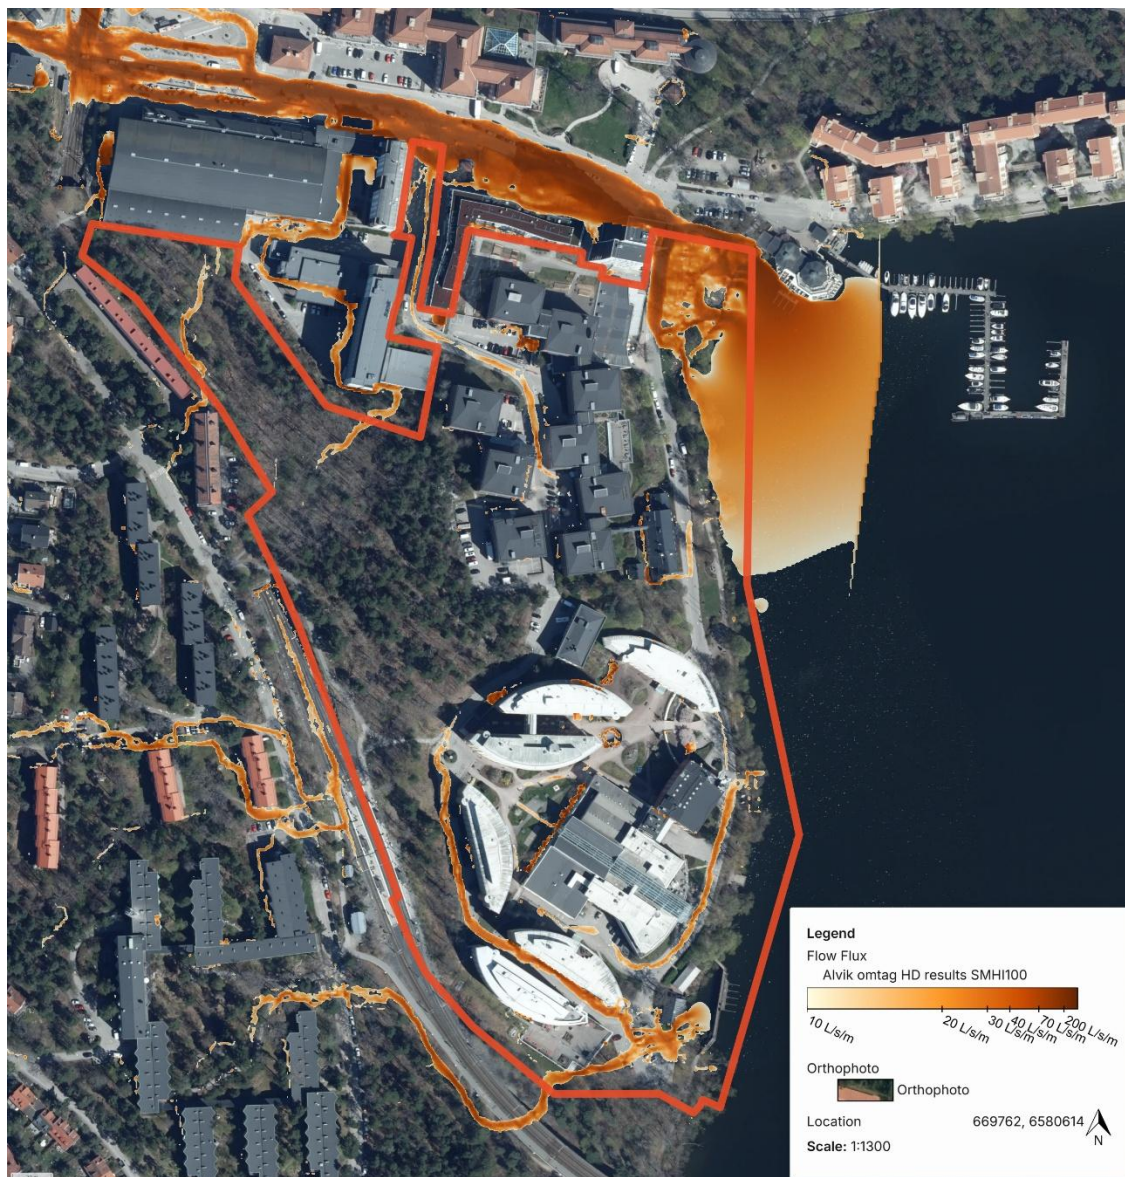 Legend
Flow Flux
Alvik omtag HD results SMHI100
10 L/s/m 20 L/s/m 30 L/s/m 40 L/s/m 70 L/s/m 200 L/s/m
Orthophoto
Orthophoto
Location 669762, 6580614
Scale: 1:1300
N